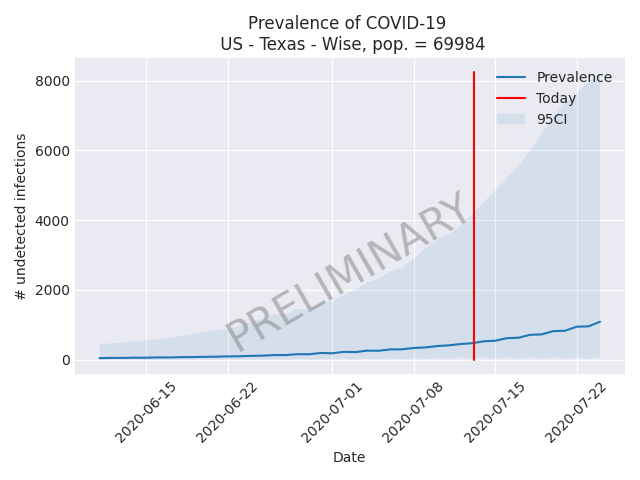 Prevalence of COVID-19
US - Texas - Wise, pop. = 69984
# undetected infections
8000
6000
4000
2000
0
Prevalence
Today
95CI
PRELIMINARY
2020-06-15
2020-06-22
2020-07-01
2020-07-08
2020-07-15
2020-07-22
Date